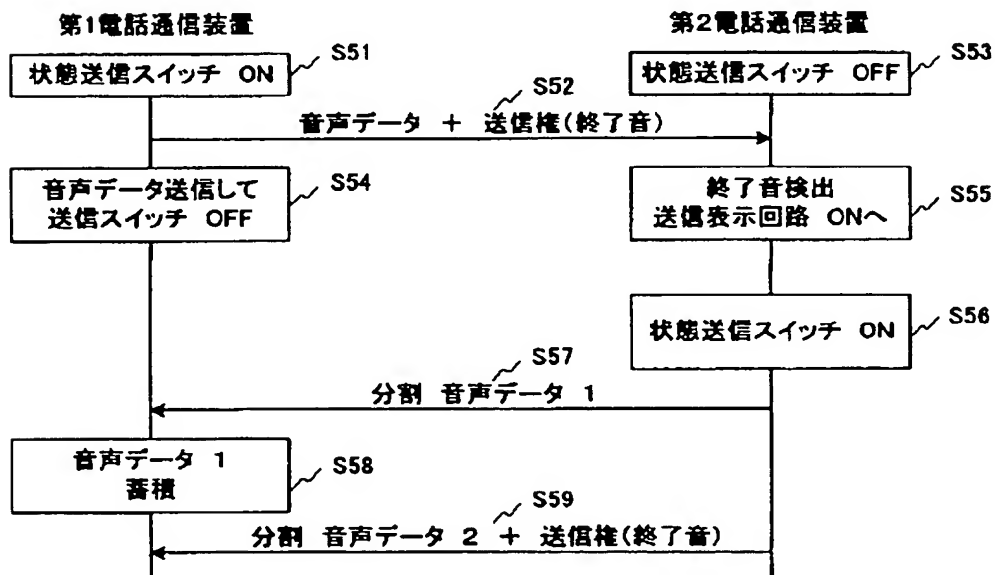 第1電話通信装置
第2電話通信装置
状態送信スイッチ ON
S51
状態送信スイッチ OFF
S53
S52
音声データ + 送信権(終了音)
音声データ送信して
送信スイッチ OFF
S54
終了音検出
送信表示回路 ONへ
S55
状態送信スイッチ ON
S56
S57
分割 音声データ 1
音声データ 1
蓄積
S58
S59
分割 音声データ 2 + 送信権(終了音)